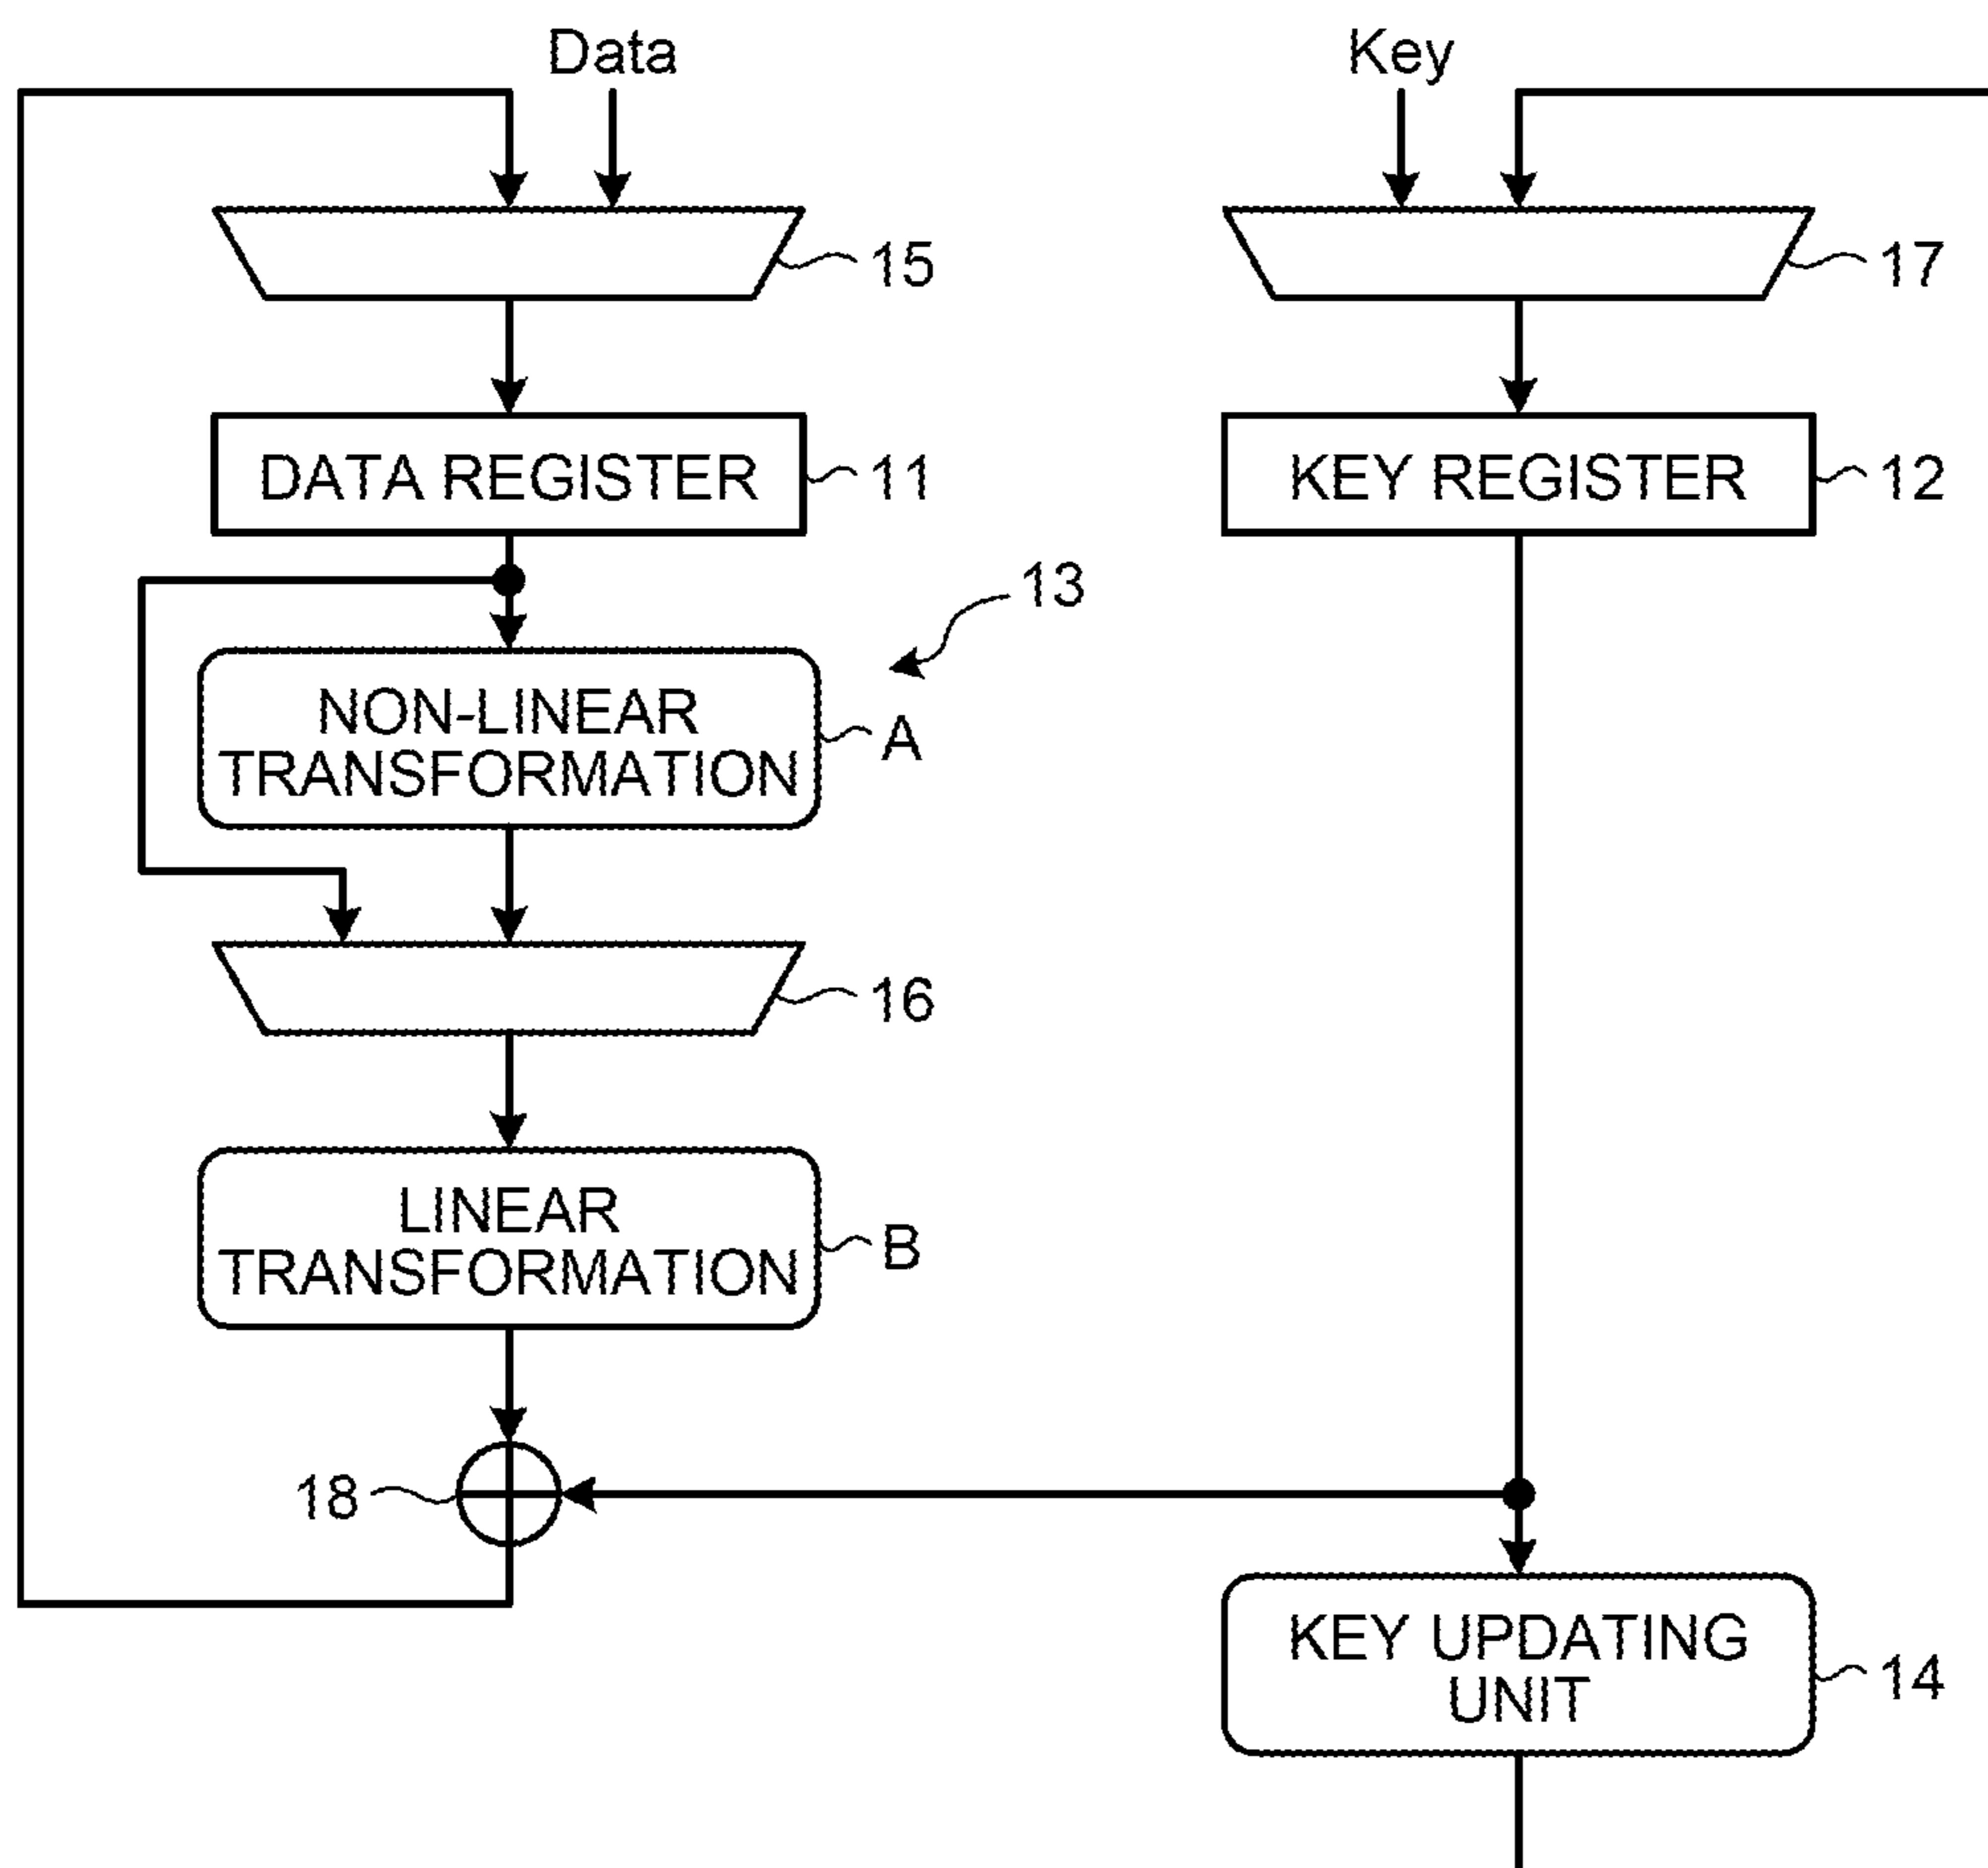 Data
Key
15
17
DATA REGISTER
11
KEY REGISTER
12
13
NON-LINEAR
TRANSFORMATION
A
16
LINEAR
TRANSFORMATION
B
18
KEY UPDATING
UNIT
14